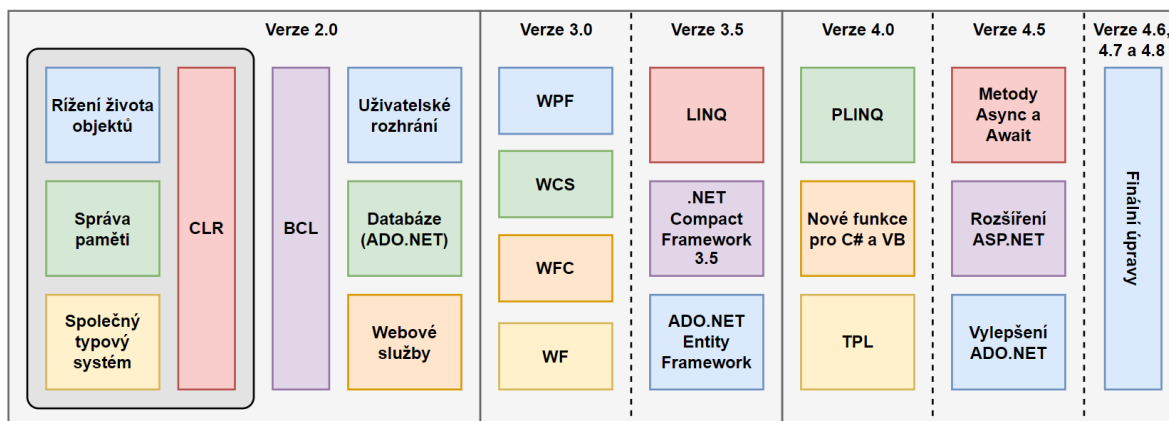 Verze 2.0
Rížení života
objektů
Správa
paměti
Společný
typový
systém
CLR
BCL
Uživatelské
rozhrání
Databáze
(ADO.NET)
Webové
služby
Verze 3.0
WPF
WCS
WFC
WF
Verze 3.5
LINQ
.NET
Compact
Framework
3.5
ADO.NET
Entity
Framework
Verze 4.0
PLINQ
Nové funkce
pro C# a VB
TPL
Verze 4.5
Metody
Async a
Await
Rozšíření
ASP.NET
Vylepšení
ADO.NET
Verze 4.6,
4.7 a 4.8
Finální úpravy